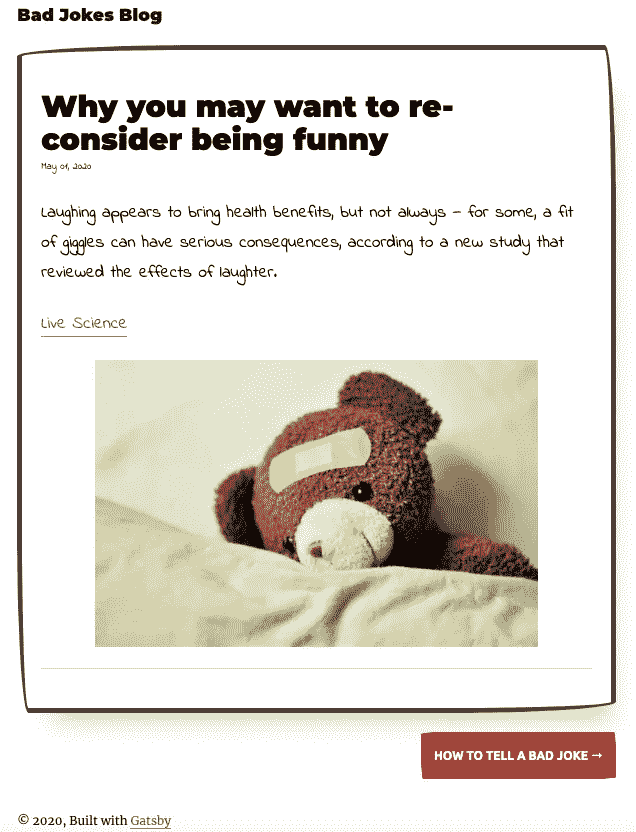 Bad Jokes Blog
Why you may want to re-
consider being funny
May 01, 2020
Laughing appears to bring health benefits, but not always – for some, a fit
of giggles can have serious consequences, according to a new study that
reviewed the effects of laughter.
Live Science
HOW TO TELL A BAD JOKE →
© 2020, Built with Gatsby